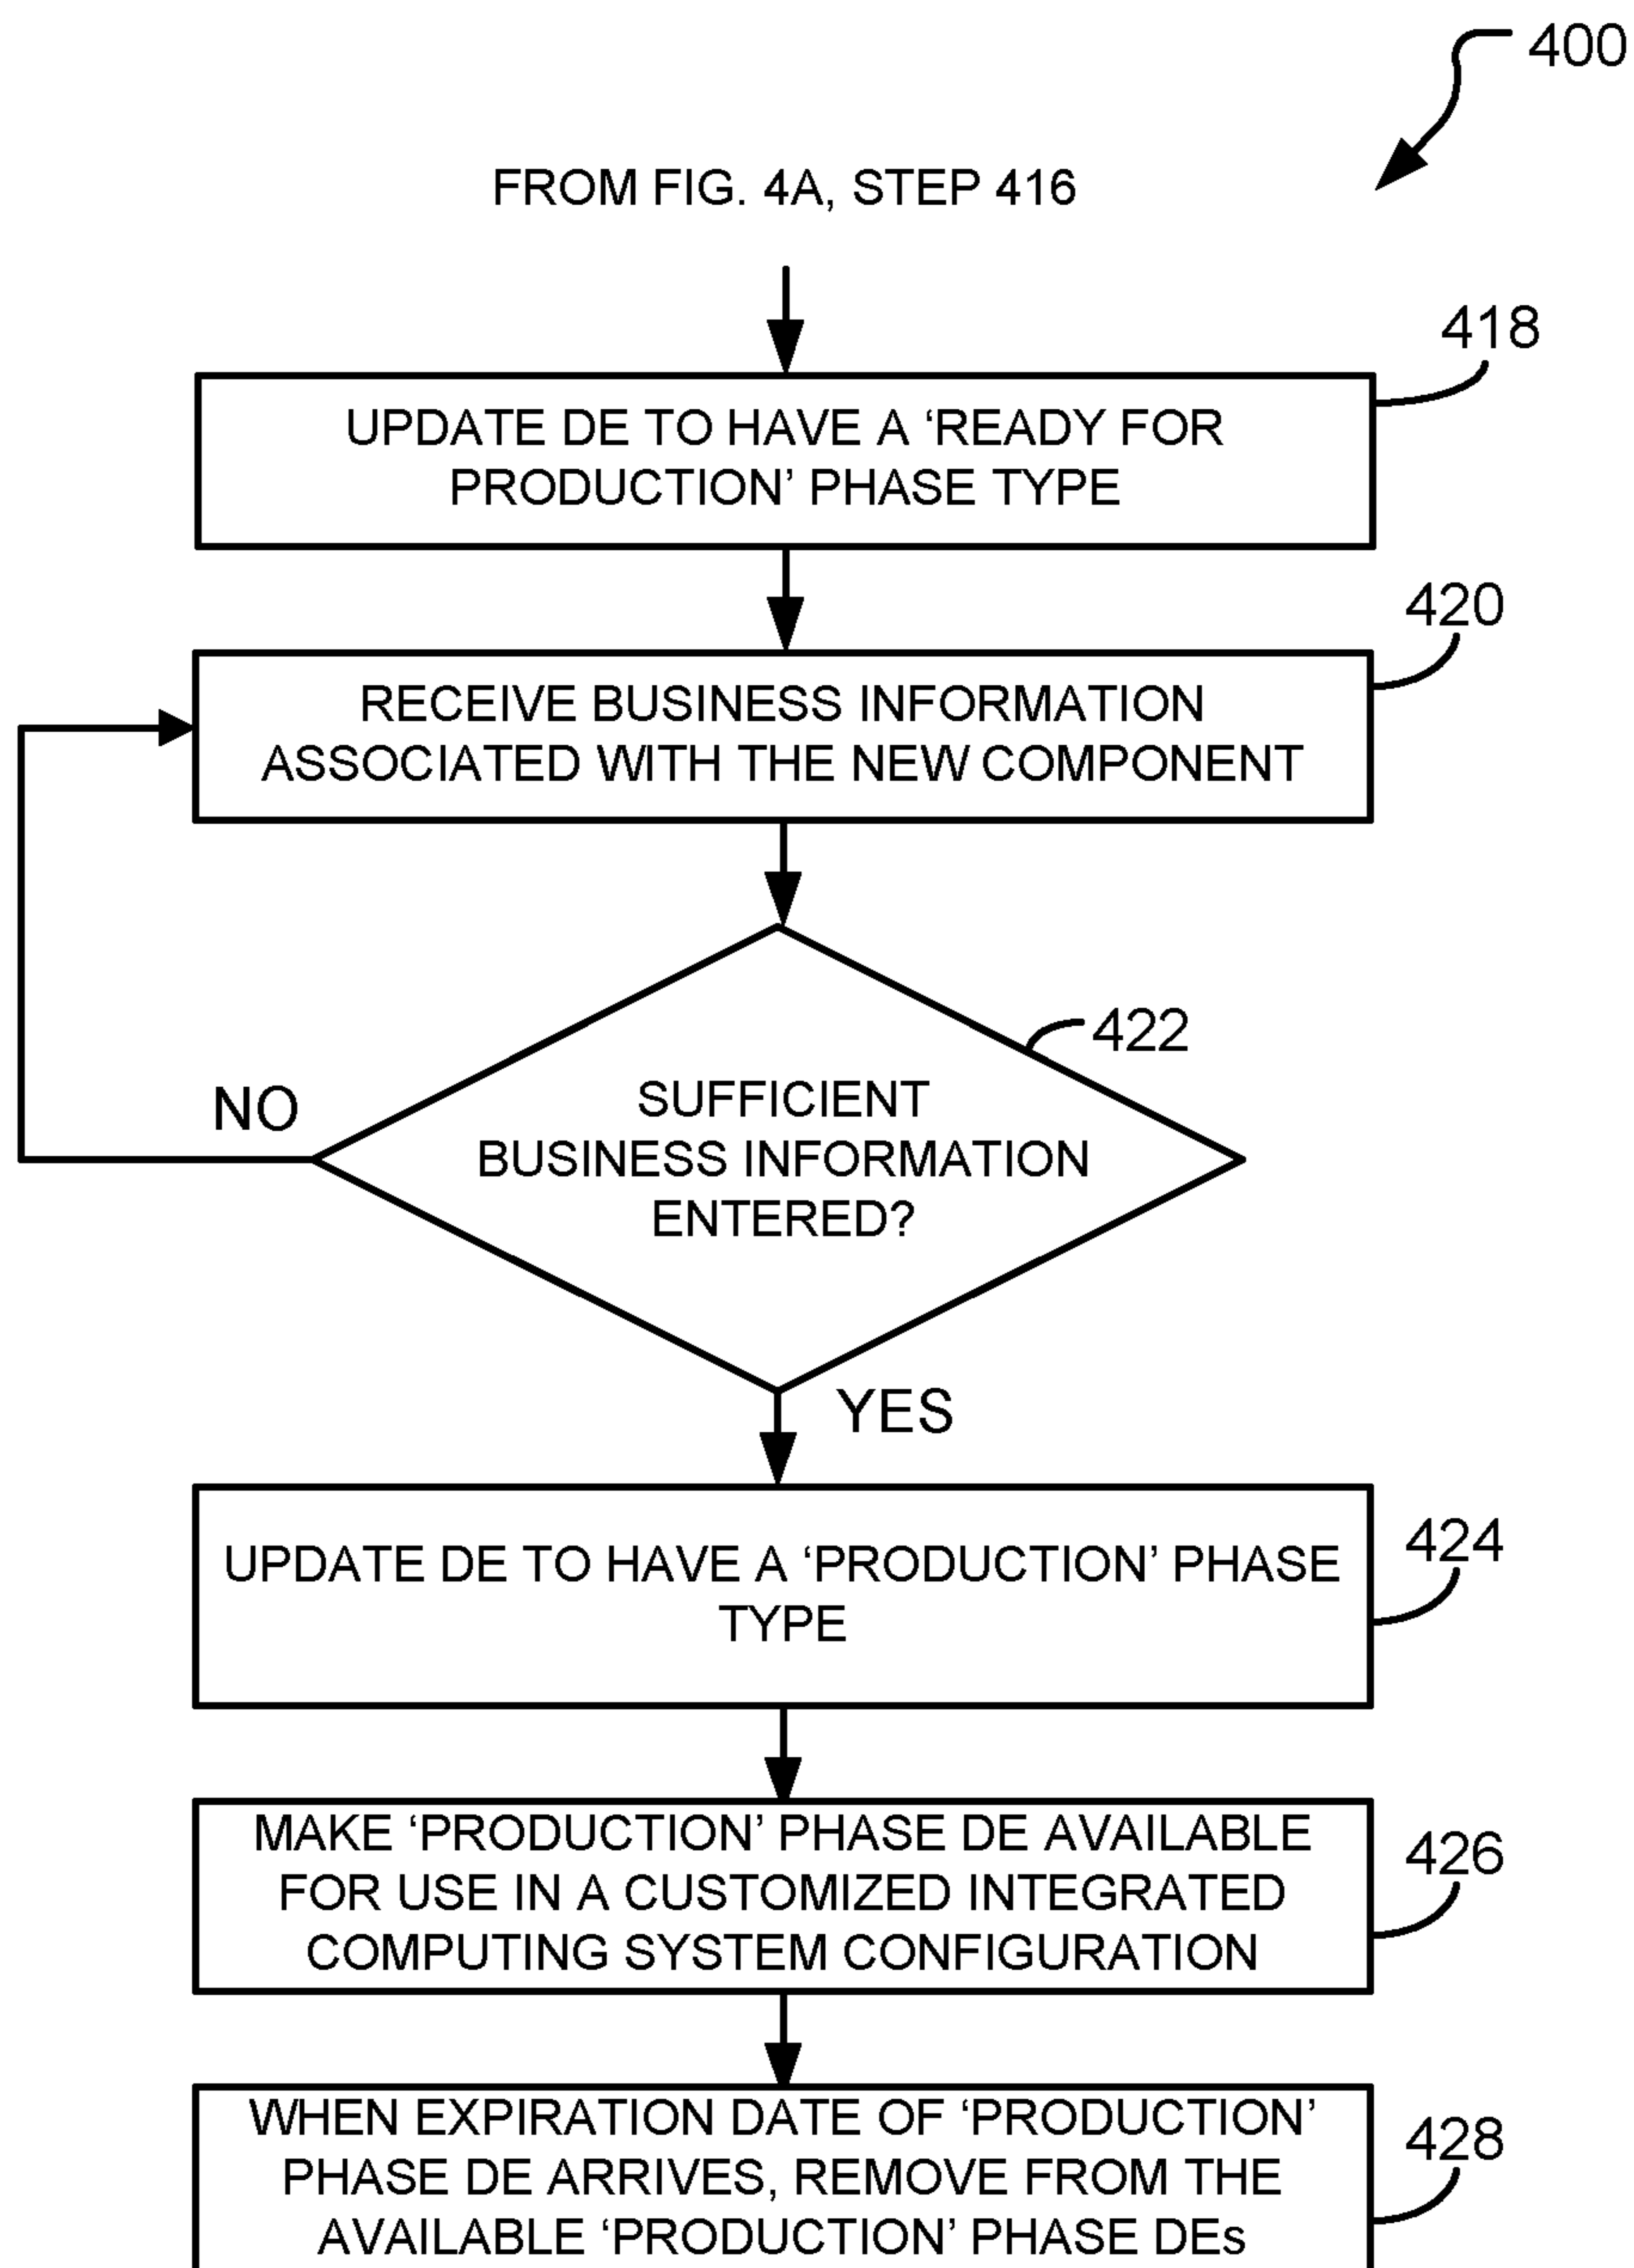 400
FROM FIG. 4A, STEP 416
418
UPDATE DE TO HAVE A ‘READY FOR
PRODUCTION’ PHASE TYPE
420
RECEIVE BUSINESS INFORMATION
ASSOCIATED WITH THE NEW COMPONENT
422
NO
SUFFICIENT
BUSINESS INFORMATION
ENTERED?
YES
424
UPDATE DE TO HAVE A ‘PRODUCTION’ PHASE
TYPE
426
MAKE ‘PRODUCTION’ PHASE DE AVAILABLE
FOR USE IN A CUSTOMIZED INTEGRATED
COMPUTING SYSTEM CONFIGURATION
428
WHEN EXPIRATION DATE OF ‘PRODUCTION’
PHASE DE ARRIVES, REMOVE FROM THE
AVAILABLE ‘PRODUCTION’ PHASE DEs